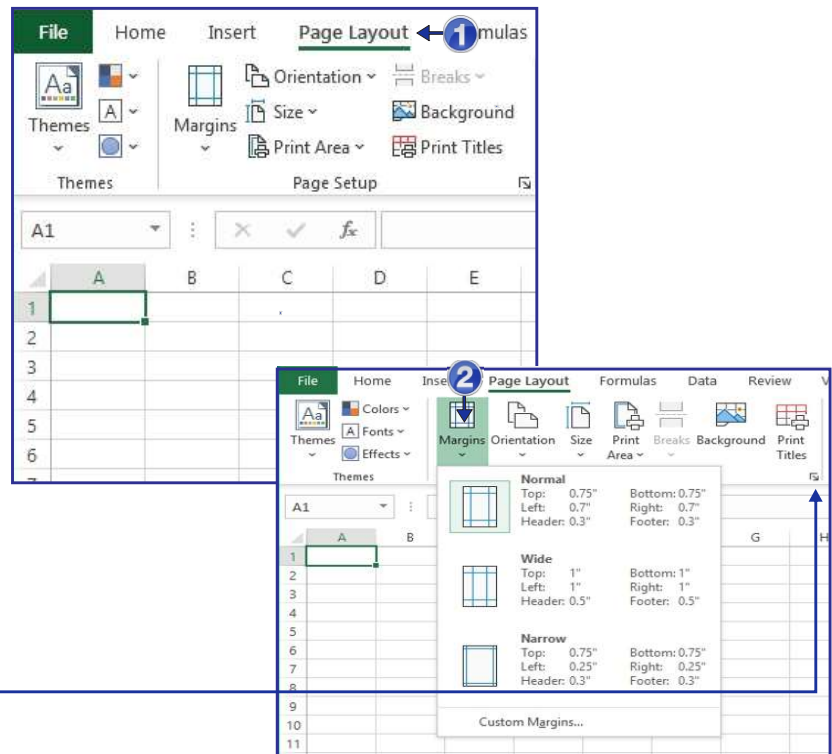 File Home Insert Page Layout 1 mulas
Themes
Margins
Orientation
Size
Print Area
Breaks
Background
Print Titles
Themes Page Setup
A1 fx
A B C D E
1
2
3
4
5
6
File Home Inse 2 Page Layout Formulas Data Review V
Themes
Colors
Fonts
Effects
Margins Orientation Size Print Area Breaks Background Print Titles
Themes
A1
A B G H
1
2
3
4
5
6
7
8
9
10
11
Normal
Top: 0.75" Bottom: 0.75"
Left: 0.7" Right: 0.7"
Header: 0.3" Footer: 0.3"
Wide
Top: 1" Bottom: 1"
Left: 1" Right: 1"
Header: 0.5" Footer: 0.5"
Narrow
Top: 0.75" Bottom: 0.75"
Left: 0.25" Right: 0.25"
Header: 0.3" Footer: 0.3"
Custom Margins...